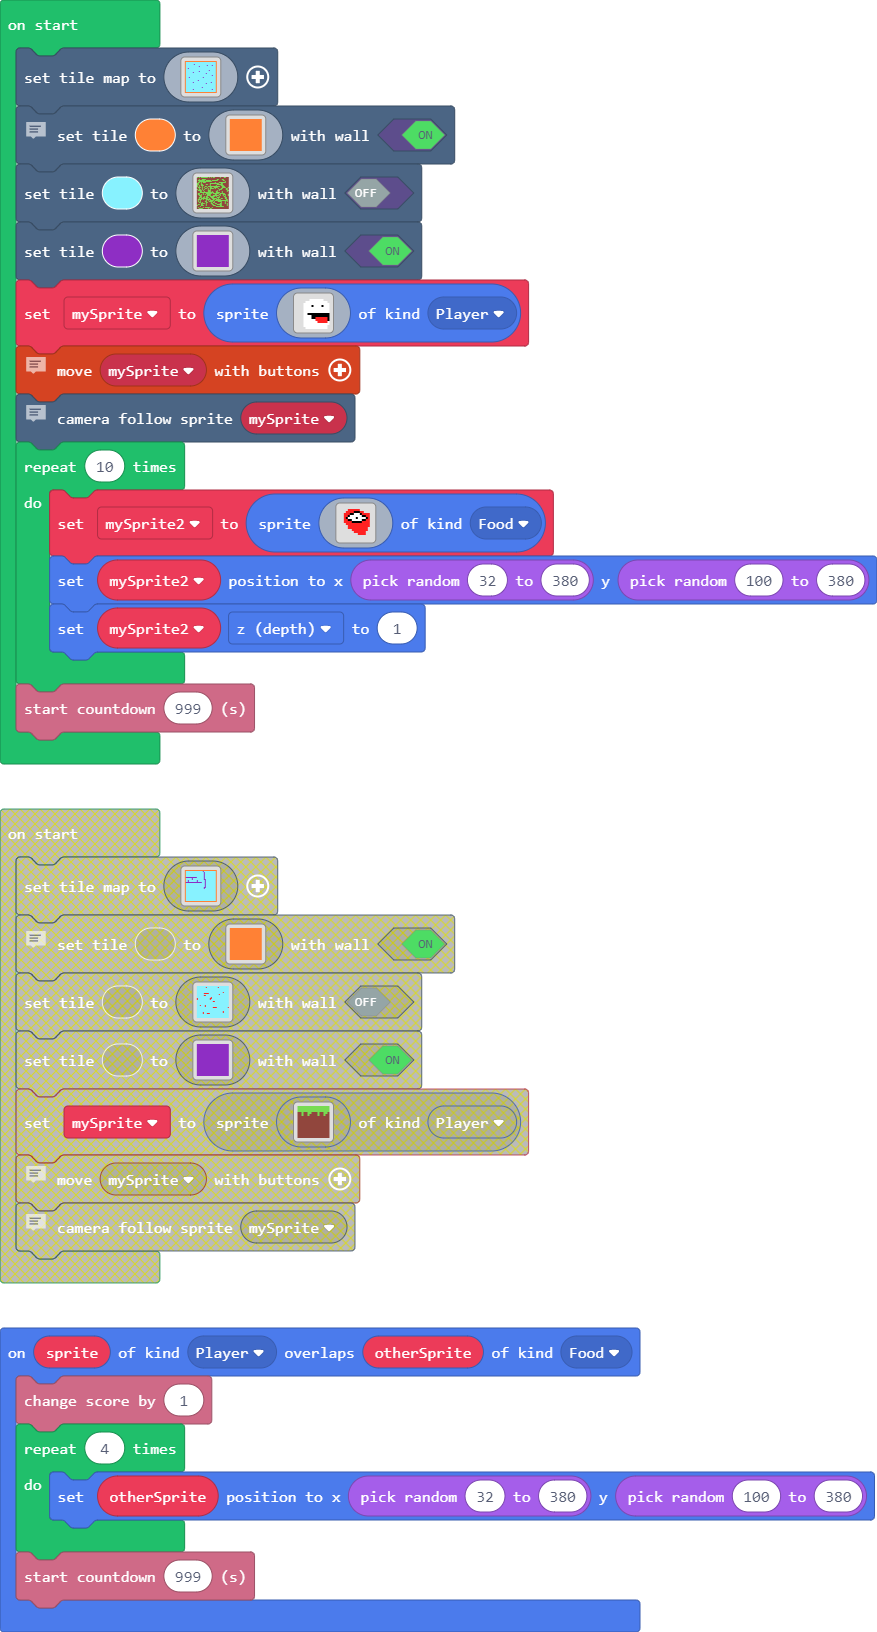 on start
set tile map to
set tile to with wall ON
set tile to with wall OFF
set tile to with wall ON
set mySprite to sprite of kind Player
move mySprite with buttons
camera follow sprite mySprite
repeat 10 times
do
set mySprite2 to sprite of kind Food
set mySprite2 position to x pick random 32 to 380 y pick random 100 to 380
set mySprite2 z (depth) to 1
start countdown 999 (s)
on start
set tile map to
set tile to with wall ON
set tile to with wall OFF
set tile to with wall ON
set mySprite to sprite of kind Player
move mySprite with buttons
camera follow sprite mySprite
on sprite of kind Player overlaps otherSprite of kind Food
change score by 1
repeat 4 times
do
set otherSprite position to x pick random 32 to 380 y pick random 100 to 380
start countdown 999 (s)